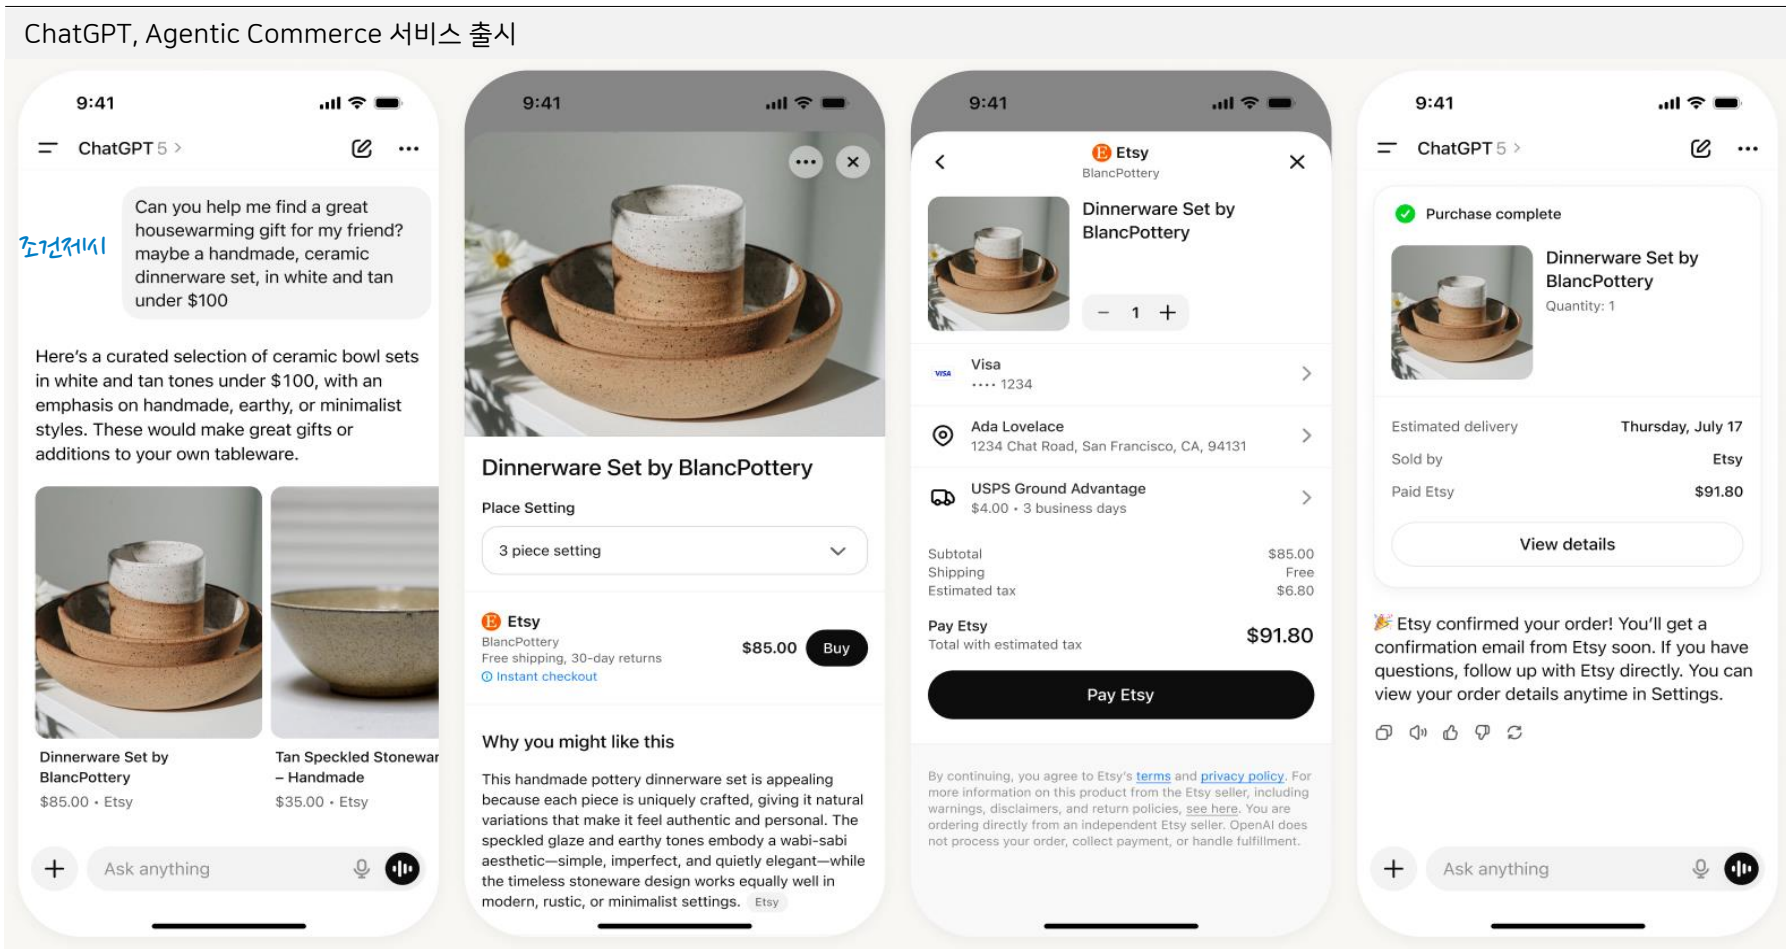 ChatGPT, Agentic Commerce 서비스 출시
9:41
ChatGPT 5 >
조건제시
Can you help me find a great
housewarming gift for my friend?
maybe a handmade, ceramic
dinnerware set, in white and tan
under $100
Here's a curated selection of ceramic bowl sets
in white and tan tones under $100, with an
emphasis on handmade, earthy, or minimalist
styles. These would make great gifts or
additions to your own tableware.
Dinnerware Set by
BlancPottery
$85.00 • Etsy
Tan Speckled Stonewar
– Handmade
$35.00 • Etsy
Ask anything
9:41
Dinnerware Set by BlancPottery
Place Setting
3 piece setting
E Etsy
BlancPottery
Free shipping, 30-day returns
Instant checkout
$85.00
Buy
Why you might like this
This handmade pottery dinnerware set is appealing
because each piece is uniquely crafted, giving it natural
variations that make it feel authentic and personal. The
speckled glaze and earthy tones embody a wabi-sabi
aesthetic—simple, imperfect, and quietly elegant—while
the timeless stoneware design works equally well in
modern, rustic, or minimalist settings. Etsy
9:41
E Etsy
BlancPottery
Dinnerware Set by
BlancPottery
− 1 +
VISA
Visa
•••• 1234
Ada Lovelace
1234 Chat Road, San Francisco, CA, 94131
USPS Ground Advantage
$4.00 • 3 business days
Subtotal $85.00
Shipping Free
Estimated tax $6.80
Pay Etsy
Total with estimated tax
$91.80
Pay Etsy
By continuing, you agree to Etsy's terms and privacy policy. For
more information on this product from the Etsy seller, including
warnings, disclaimers, and return policies, see here. You are
ordering directly from an independent Etsy seller. OpenAI does
not process your order, collect payment, or handle fulfillment.
9:41
ChatGPT 5 >
Purchase complete
Dinnerware Set by
BlancPottery
Quantity: 1
Estimated delivery Thursday, July 17
Sold by Etsy
Paid Etsy $91.80
View details
🎉 Etsy confirmed your order! You'll get a
confirmation email from Etsy soon. If you have
questions, follow up with Etsy directly. You can
view your order details anytime in Settings.
Ask anything